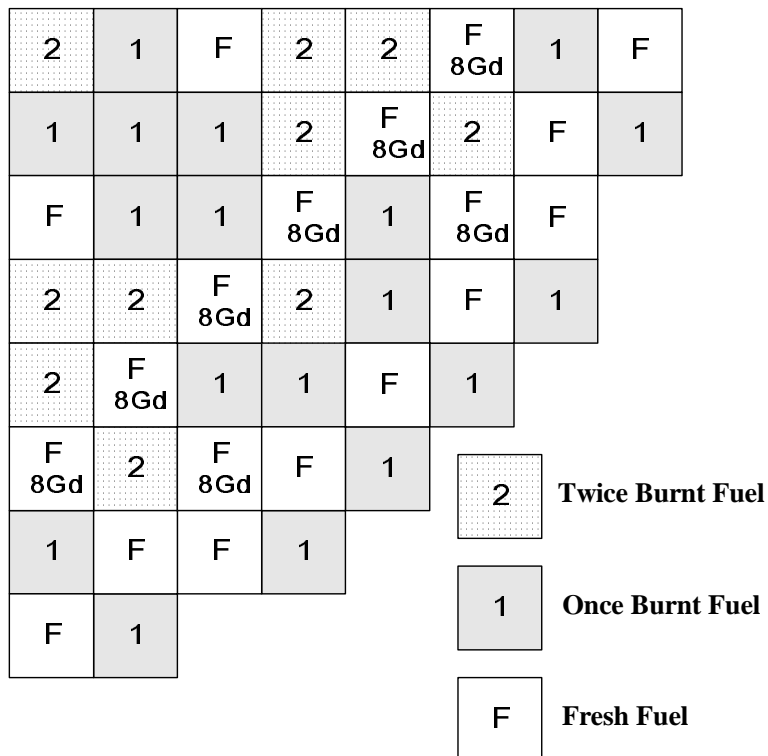 2 1 F 2 2 F 8Gd 1 F
1 1 1 2 F 8Gd 2 F 1
F 1 1 F 8Gd 1 F 8Gd F
2 2 F 8Gd 2 1 F 1
2 F 8Gd 1 1 F 1
F 8Gd 2 F 8Gd F 1
2 Twice Burnt Fuel
1 F F 1
1 Once Burnt Fuel
F 1
F Fresh Fuel